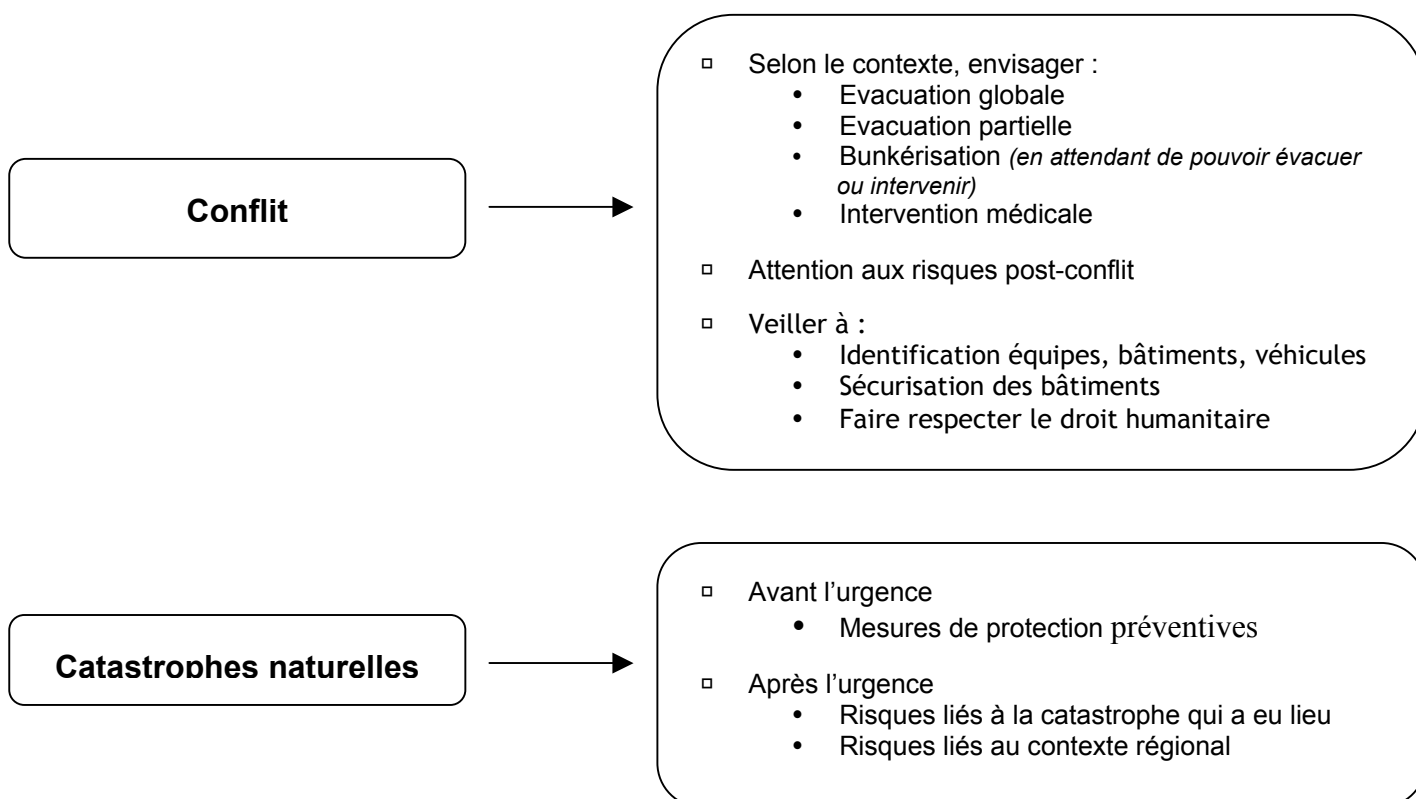 Conflit
▫ Selon le contexte, envisager :
• Evacuation globale
• Evacuation partielle
• Bunkérisation (en attendant de pouvoir évacuer
ou intervenir)
• Intervention médicale
▫ Attention aux risques post-conflit
▫ Veiller à :
• Identification équipes, bâtiments, véhicules
• Sécurisation des bâtiments
• Faire respecter le droit humanitaire
Catastrophes naturelles
▫ Avant l’urgence
• Mesures de protection préventives
▫ Après l’urgence
• Risques liés à la catastrophe qui a eu lieu
• Risques liés au contexte régional